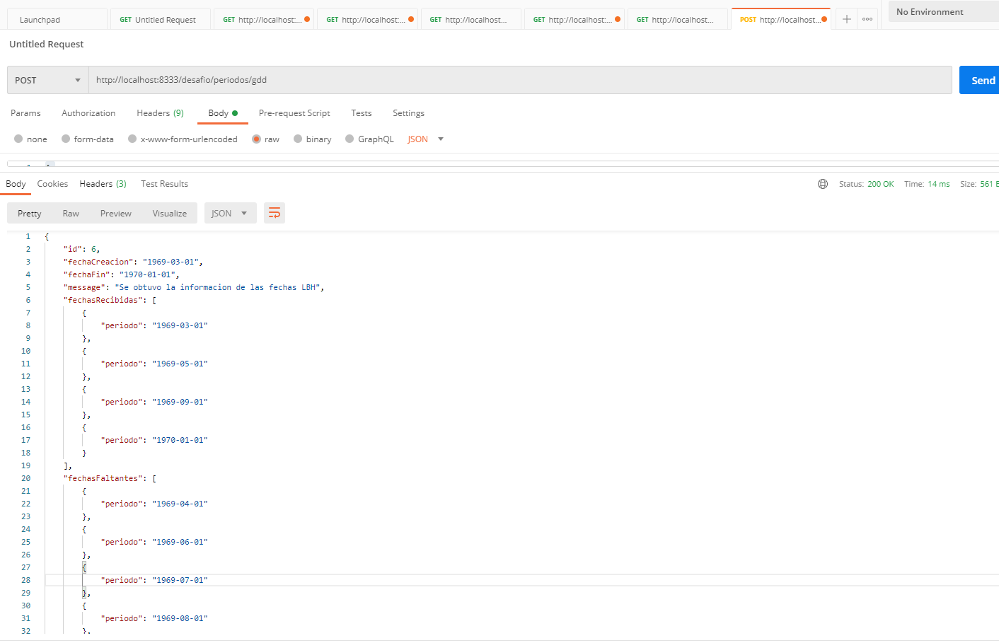 Launchpad
GET Untitled Request
GET http://localhost:...
GET http://localhost:...
GET http://localhost...
GET http://localhost:...
GET http://localhost...
POST http://localhost...
No Environment
Untitled Request
POST
http://localhost:8333/desafio/periodos/gdd
Send
Params Authorization Headers (9) Body Pre-request Script Tests Settings
none form-data x-www-form-urlencoded raw binary GraphQL JSON
Body Cookies Headers (3) Test Results
Status: 200 OK Time: 14 ms Size: 561
Pretty Raw Preview Visualize JSON
1 {
2 "id": 6,
3 "fechaCreacion": "1969-03-01",
4 "fechaFin": "1970-01-01",
5 "message": "Se obtuvo la informacion de las fechas LBH",
6 "fechasRecibidas": [
7 {
8 "periodo": "1969-03-01"
9 },
10 {
11 "periodo": "1969-05-01"
12 },
13 {
14 "periodo": "1969-09-01"
15 },
16 {
17 "periodo": "1970-01-01"
18 }
19 ],
20 "fechasFaltantes": [
21 {
22 "periodo": "1969-04-01"
23 },
24 {
25 "periodo": "1969-06-01"
26 },
27 {
28 "periodo": "1969-07-01"
29 },
30 {
31 "periodo": "1969-08-01"
32 },